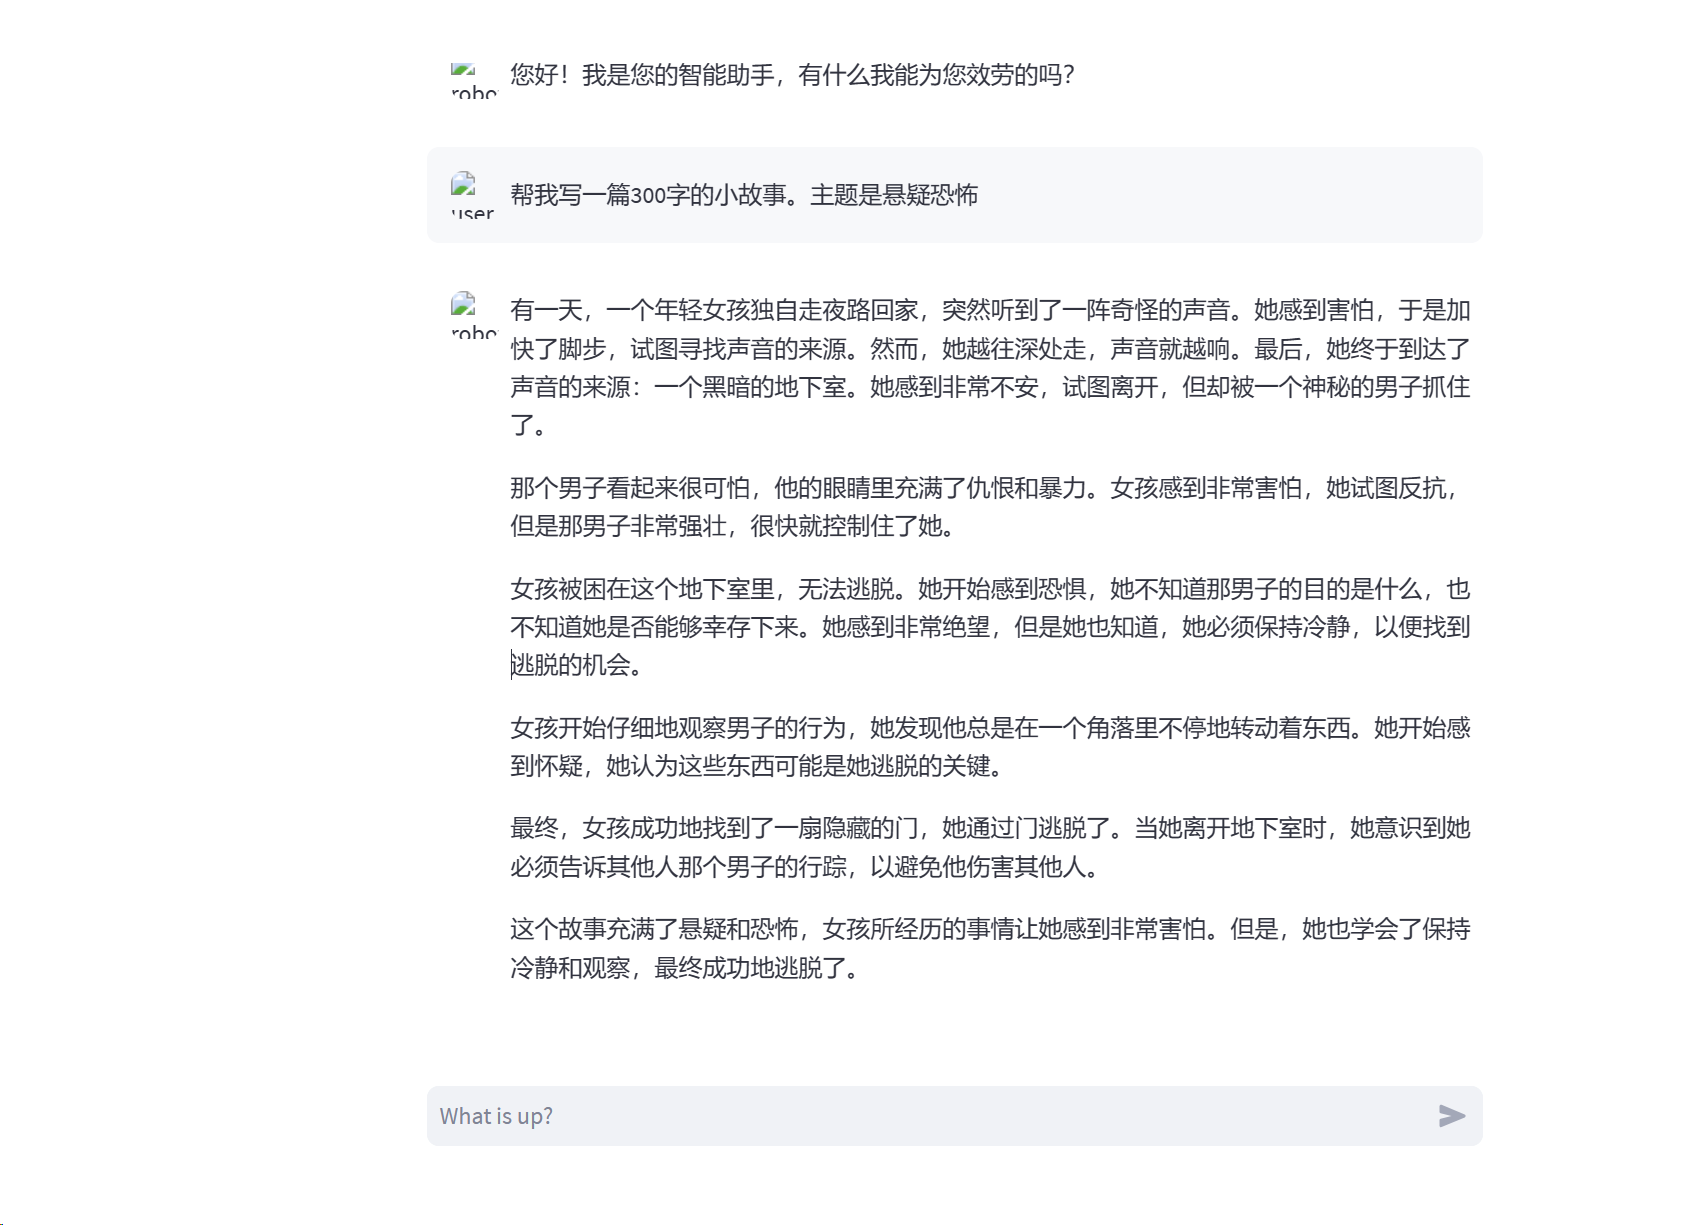 您好！我是您的智能助手，有什么我能为您效劳的吗？
user
帮我写一篇300字的小故事。主题是悬疑恐怖
有一天，一个年轻女孩独自走夜路回家，突然听到了一阵奇怪的声音。她感到害怕，于是加
快了脚步，试图寻找声音的来源。然而，她越往深处走，声音就越响。最后，她终于到达了
声音的来源：一个黑暗的地下室。她感到非常不安，试图离开，但却被一个神秘的男子抓住
了。
那个男子看起来很可怕，他的眼睛里充满了仇恨和暴力。女孩感到非常害怕，她试图反抗，
但是那男子非常强壮，很快就控制住了她。
女孩被困在这个地下室里，无法逃脱。她开始感到恐惧，她不知道那男子的目的是什么，也
不知道她是否能够幸存下来。她感到非常绝望，但是她也知道，她必须保持冷静，以便找到
逃脱的机会。
女孩开始仔细地观察男子的行为，她发现他总是在一个角落里不停地转动着东西。她开始感
到怀疑，她认为这些东西可能是她逃脱的关键。
最终，女孩成功地找到了一扇隐藏的门，她通过门逃脱了。当她离开地下室时，她意识到她
必须告诉其他人那个男子的行踪，以避免他伤害其他人。
这个故事充满了悬疑和恐怖，女孩所经历的事情让她感到非常害怕。但是，她也学会了保持
冷静和观察，最终成功地逃脱了。
What is up?